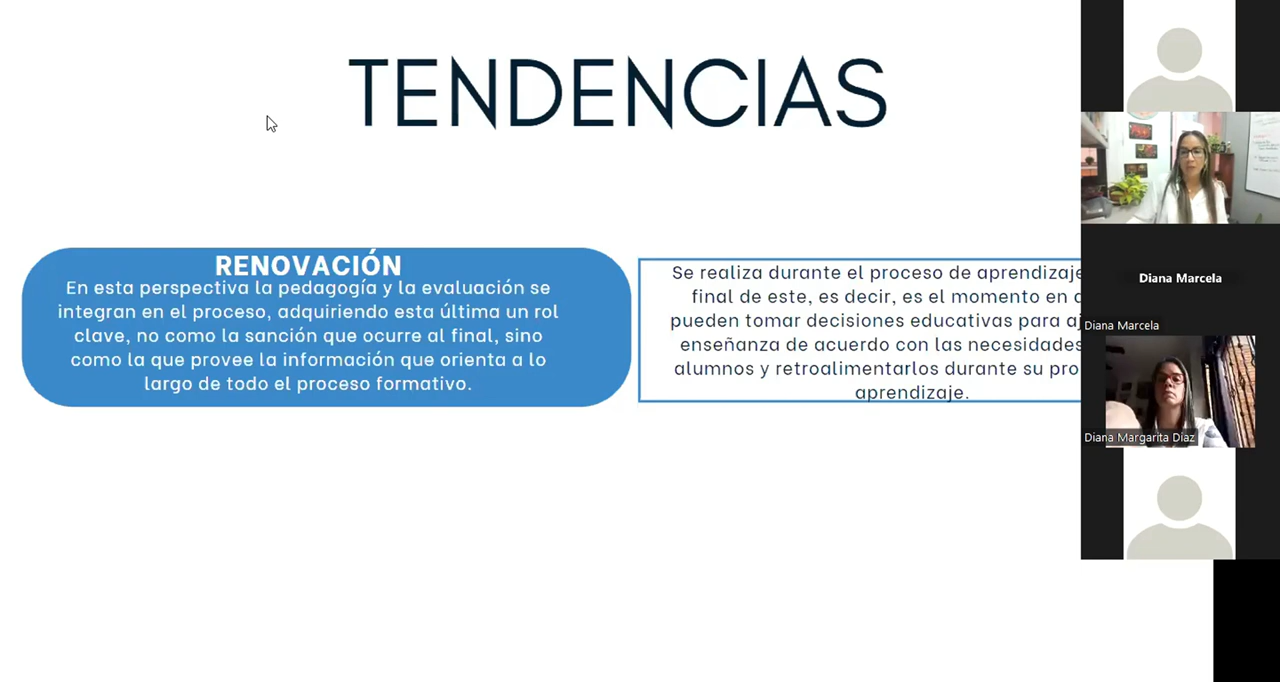 TENDENCIAS
RENOVACIÓN
En esta perspectiva la pedagogía y la evaluación se
integran en el proceso, adquiriendo esta última un rol
clave, no como la sanción que ocurre al final, sino
como la que provee la información que orienta a lo
largo de todo el proceso formativo.
Se realiza durante el proceso de aprendizaje
final de este, es decir, es el momento en
pueden tomar decisiones educativas para
enseñanza de acuerdo con las necesidades
alumnos y retroalimentarlos durante su
aprendizaje.
Diana Marcela
Diana Marcela
Diana Margarita Díaz